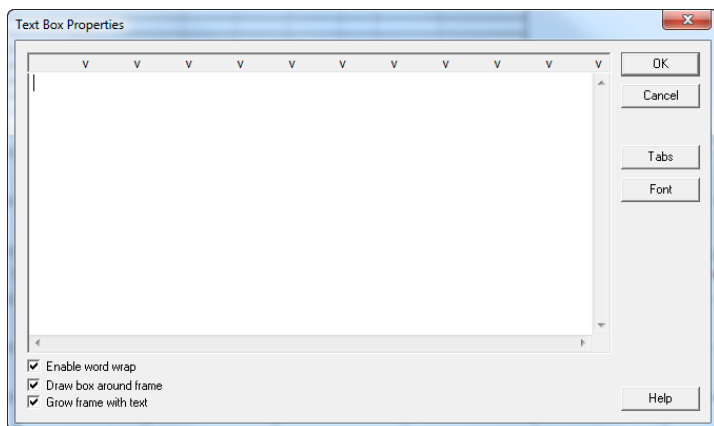 Text Box Properties
v v v v v v v v v v v
OK
Cancel
Tabs
Font
Enable word wrap
Draw box around frame
Grow frame with text
Help